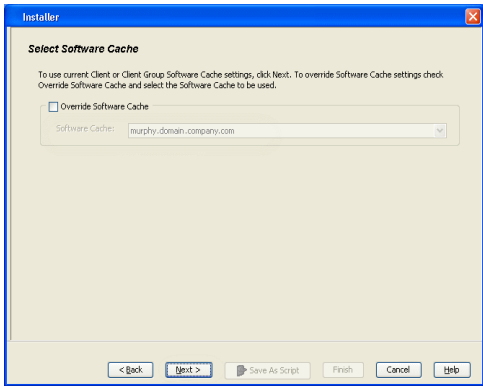 Installer
Select Software Cache
To use current Client or Client Group Software Cache settings, click Next. To override Software Cache settings check
Override Software Cache and select the Software Cache to be used.
Override Software Cache
Software Cache: murphy.domain.company.com
< Back Next > Save As Script Finish Cancel Help